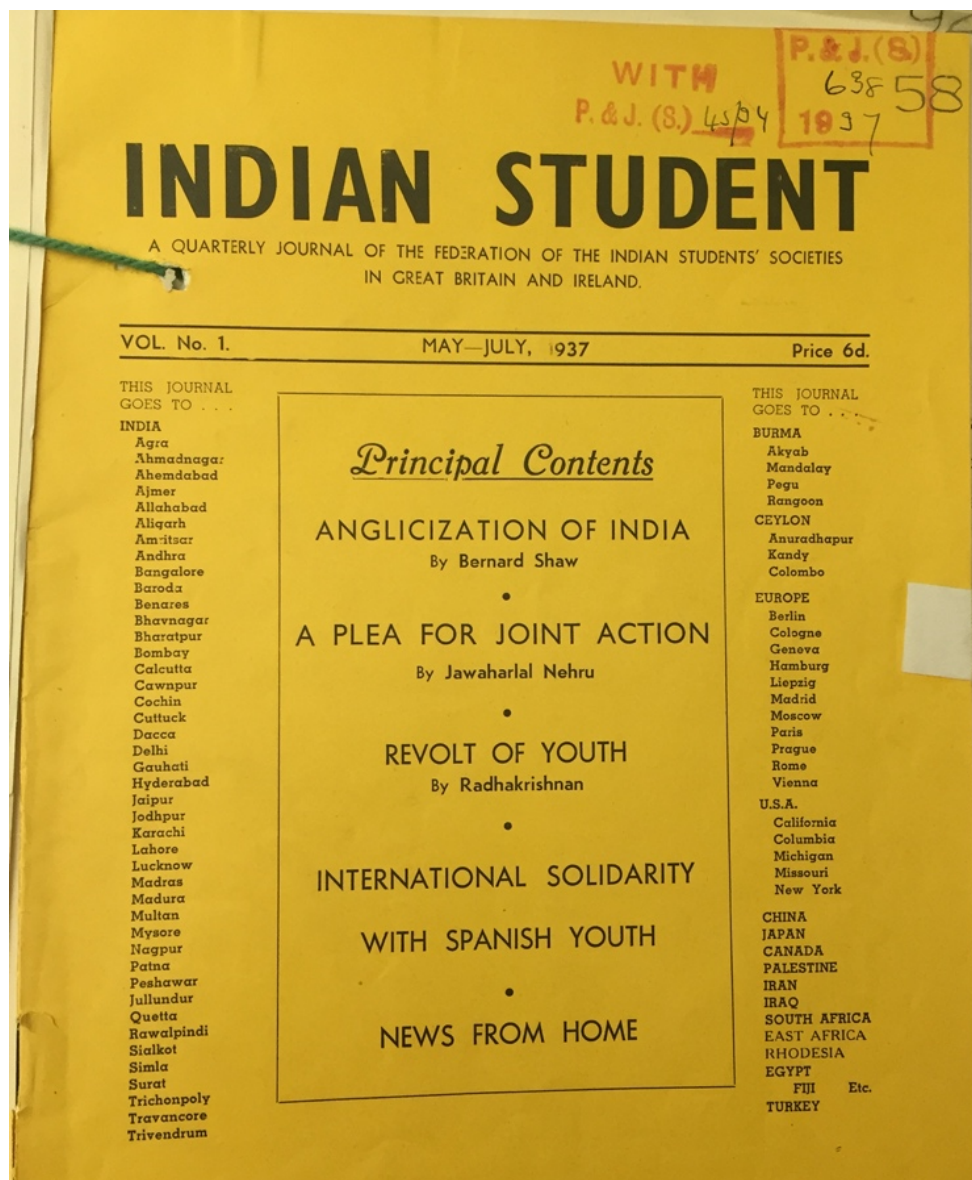 WITH
P. & J. (S.) 4594
P. & J. (S.)
638 58
1937
INDIAN STUDENT
A QUARTERLY JOURNAL OF THE FEDERATION OF THE INDIAN STUDENTS' SOCIETIES
IN GREAT BRITAIN AND IRELAND.
VOL. No. 1. MAY—JULY, 1937 Price 6d.
THIS JOURNAL
GOES TO . . .
INDIA
Agra
Ahmadnagar
Ahemdabad
Ajmer
Allahabad
Aligarh
Amritsar
Andhra
Bangalore
Baroda
Benares
Bhavnagar
Bharatpur
Bombay
Calcutta
Cawnpur
Cochin
Cuttuck
Dacca
Delhi
Gauhati
Hyderabad
Jaipur
Jodhpur
Karachi
Lahore
Lucknow
Madras
Madura
Multan
Mysore
Nagpur
Patna
Peshawar
Jullundur
Quetta
Rawalpindi
Sialkot
Simla
Surat
Trichonpoly
Travancore
Trivendrum
Principal Contents
ANGLICIZATION OF INDIA
By Bernard Shaw
A PLEA FOR JOINT ACTION
By Jawaharlal Nehru
REVOLT OF YOUTH
By Radhakrishnan
INTERNATIONAL SOLIDARITY
WITH SPANISH YOUTH
NEWS FROM HOME
THIS JOURNAL
GOES TO . . .
BURMA
Akyab
Mandalay
Pegu
Rangoon
CEYLON
Anuradhapur
Kandy
Colombo
EUROPE
Berlin
Cologne
Geneva
Hamburg
Liepzig
Madrid
Moscow
Paris
Prague
Rome
Vienna
U.S.A.
California
Columbia
Michigan
Missouri
New York
CHINA
JAPAN
CANADA
PALESTINE
IRAN
IRAQ
SOUTH AFRICA
EAST AFRICA
RHODESIA
EGYPT
FIJI Etc.
TURKEY